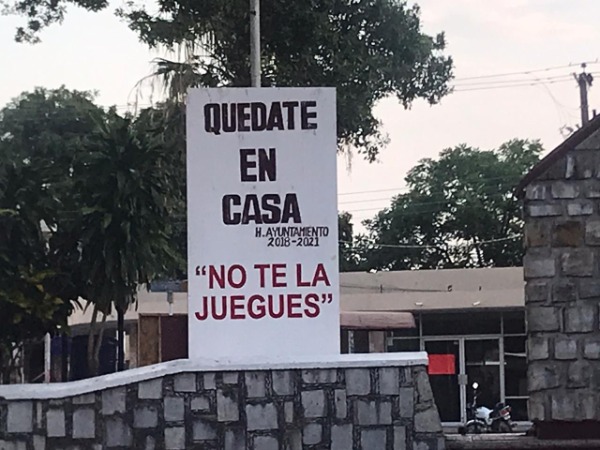 QUEDATE
EN
CASA
H. AYUNTAMIENTO
2018-2021
"NO TE LA
JUEGUES"